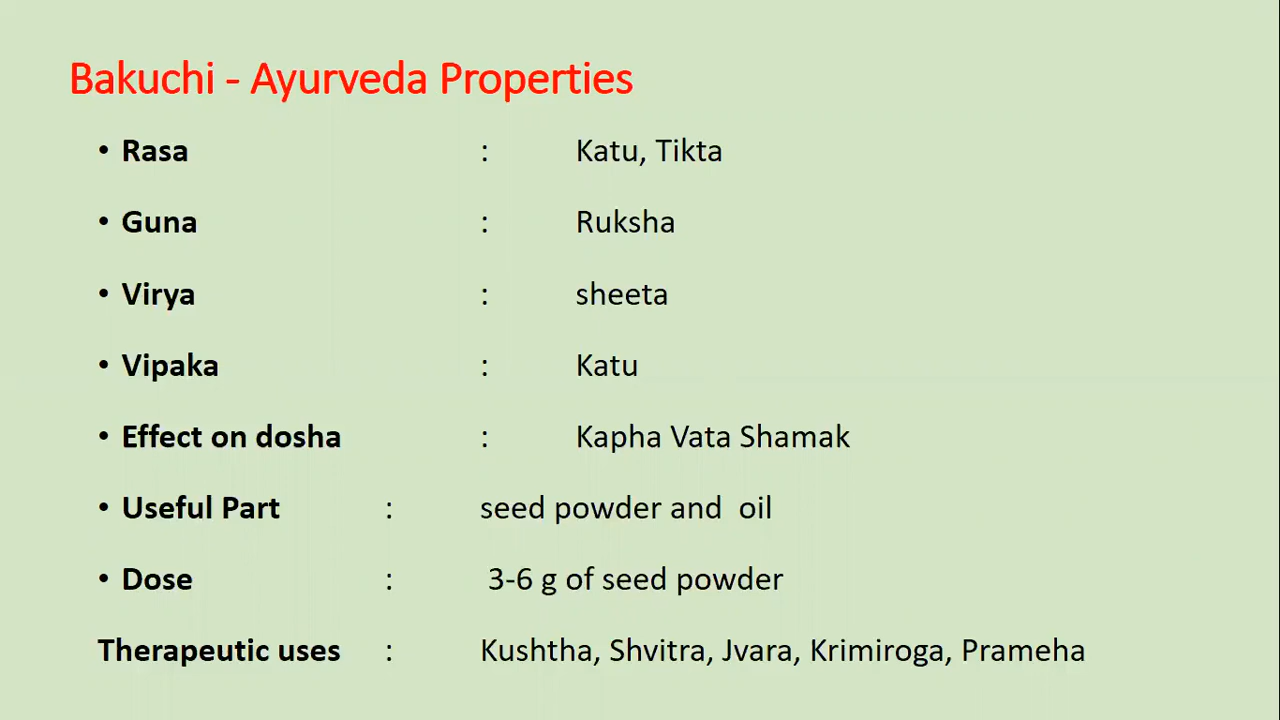 Bakuchi - Ayurveda Properties
• Rasa : Katu, Tikta
• Guna : Ruksha
• Virya : sheeta
• Vipaka : Katu
• Effect on dosha : Kapha Vata Shamak
• Useful Part : seed powder and oil
• Dose : 3-6 g of seed powder
Therapeutic uses : Kushtha, Shvitra, Jvara, Krimiroga, Prameha